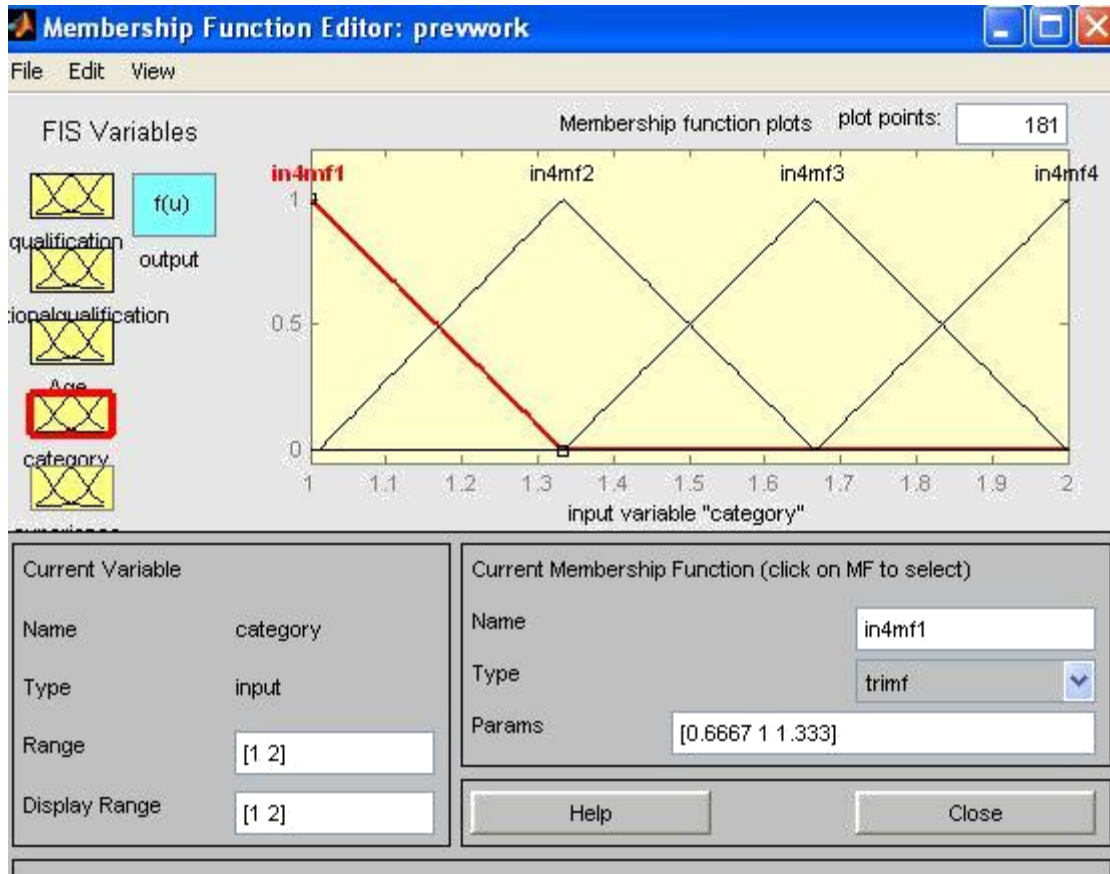 Membership Function Editor: prevwork
File Edit View
FIS Variables
qualification
f(u)
output
ionalqualification
Age
category
Membership function plots plot points: 181
in4mf1 in4mf2 in4mf3 in4mf4
1
0.5
0
1 1.1 1.2 1.3 1.4 1.5 1.6 1.7 1.8 1.9 2
input variable "category"
Current Variable
Name category
Type input
Range [1 2]
Display Range [1 2]
Current Membership Function (click on MF to select)
Name in4mf1
Type trimf
Params [0.6667 1 1.333]
Help Close